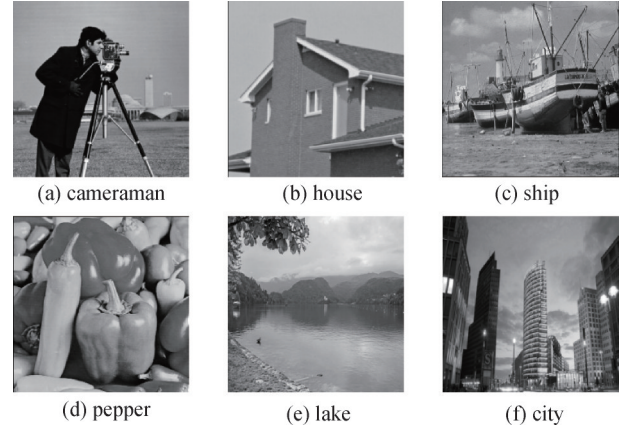 (a) cameraman
(b) house
(c) ship
(d) pepper
(e) lake
(f) city